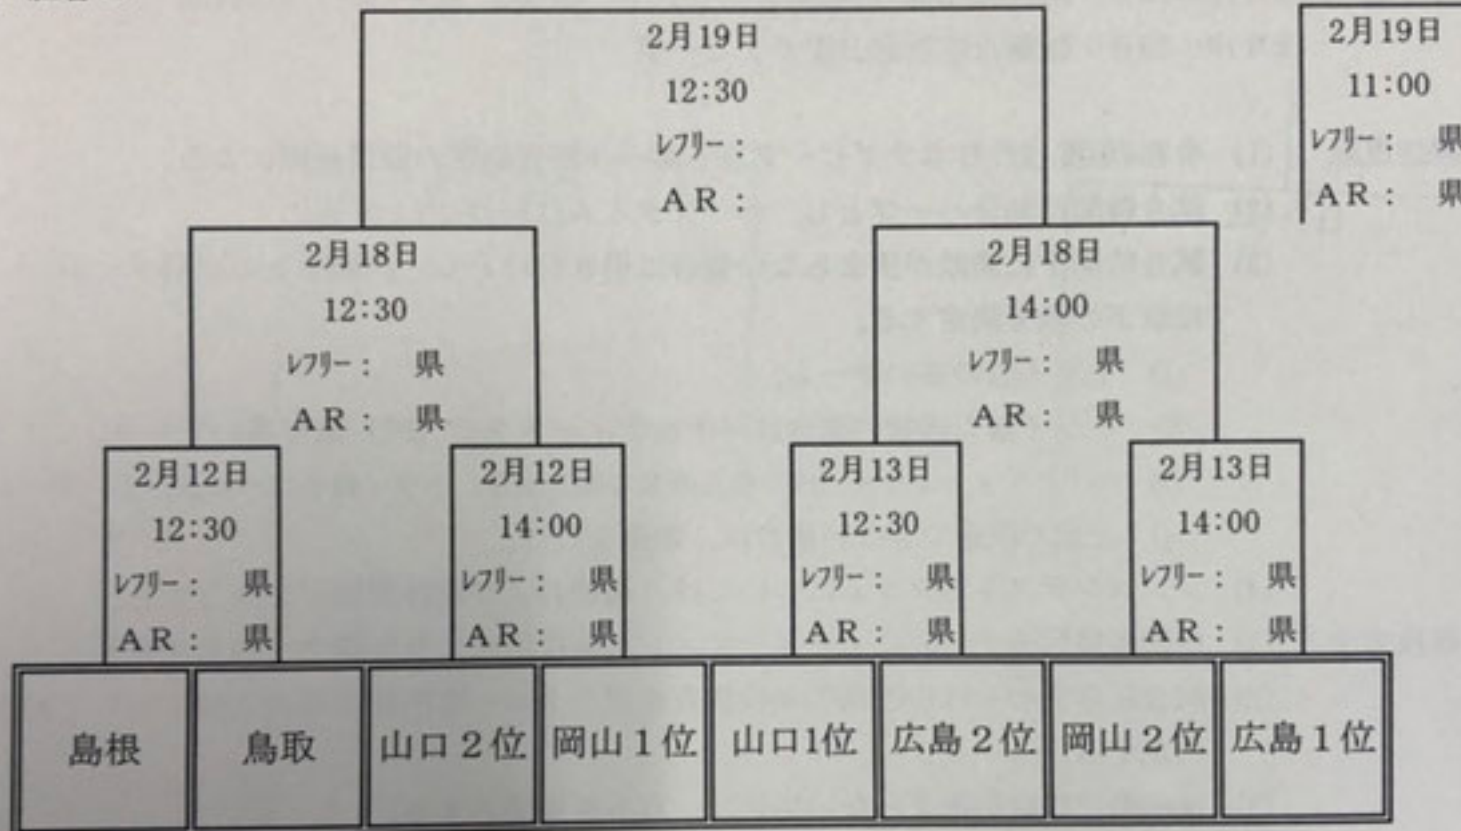 2月19日
12:30
ﾚﾌﾘｰ：
ＡＲ：
2月19日
11:00
ﾚﾌﾘｰ： 県
ＡＲ： 県
2月18日
12:30
ﾚﾌﾘｰ： 県
ＡＲ： 県
2月18日
14:00
ﾚﾌﾘｰ： 県
ＡＲ： 県
2月12日
12:30
ﾚﾌﾘｰ： 県
ＡＲ： 県
2月12日
14:00
ﾚﾌﾘｰ： 県
ＡＲ： 県
2月13日
12:30
ﾚﾌﾘｰ： 県
ＡＲ： 県
2月13日
14:00
ﾚﾌﾘｰ： 県
ＡＲ： 県
島根
鳥取
山口２位
岡山１位
山口1位
広島２位
岡山２位
広島１位